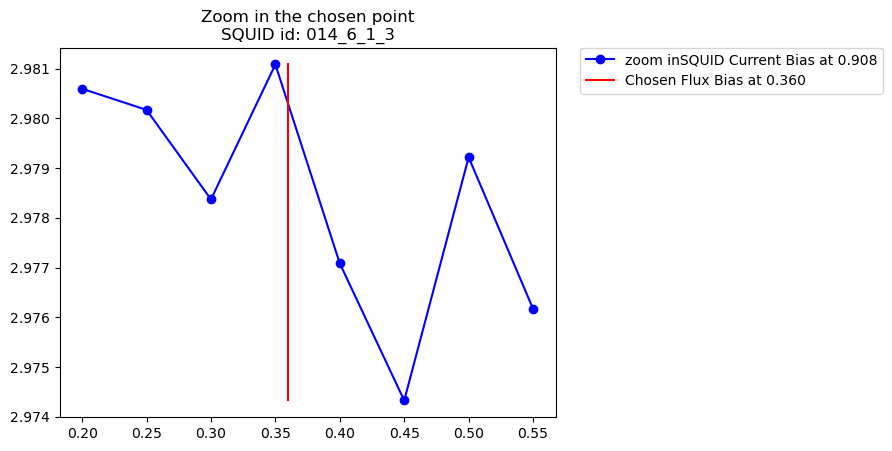 Zoom in the chosen point
SQUID id: 014_6_1_3
zoom inSQUID Current Bias at 0.908
Chosen Flux Bias at 0.360
2.981
2.980
2.979
2.978
2.977
2.976
2.975
2.974
0.20 0.25 0.30 0.35 0.40 0.45 0.50 0.55